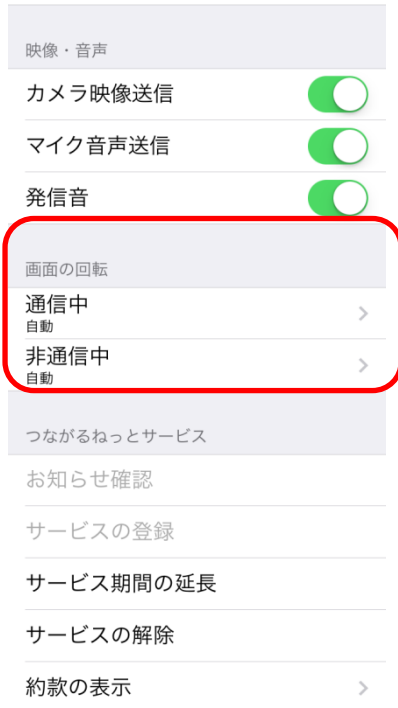 映像・音声
カメラ映像送信
マイク音声送信
発信音
画面の回転
通信中
自動
非通信中
自動
つながるねっとサービス
お知らせ確認
サービスの登録
サービス期間の延長
サービスの解除
約款の表示